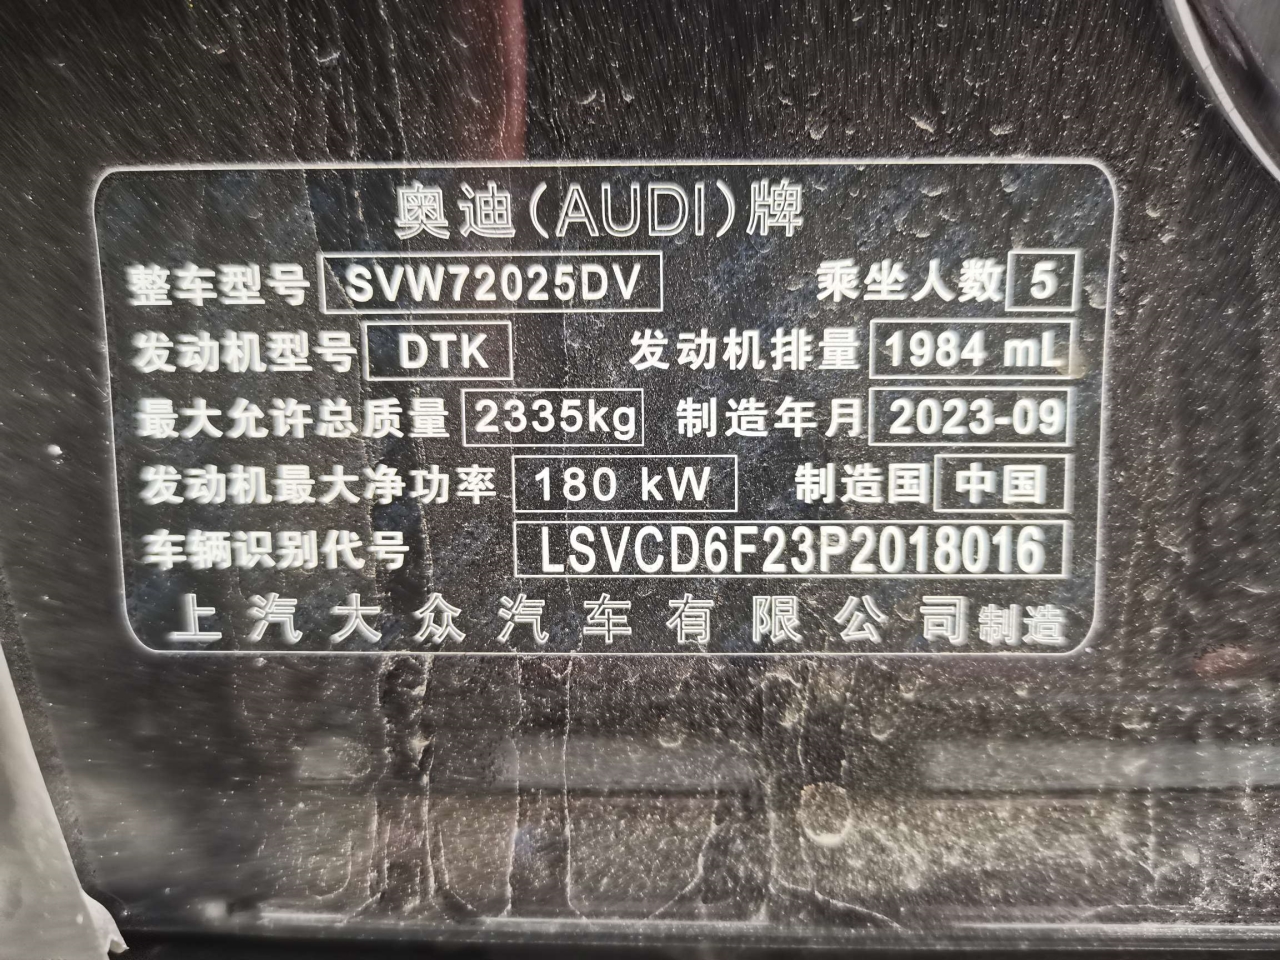 奥迪(AUDI)牌
整车型号 SVW72025DV 乘坐人数 5
发动机型号 DTK 发动机排量 1984 mL
最大允许总质量 2335kg 制造年月 2023-09
发动机最大净功率 180 kW 制造国 中国
车辆识别代号 LSVCD6F23P2018016
上汽大众汽车有限公司制造